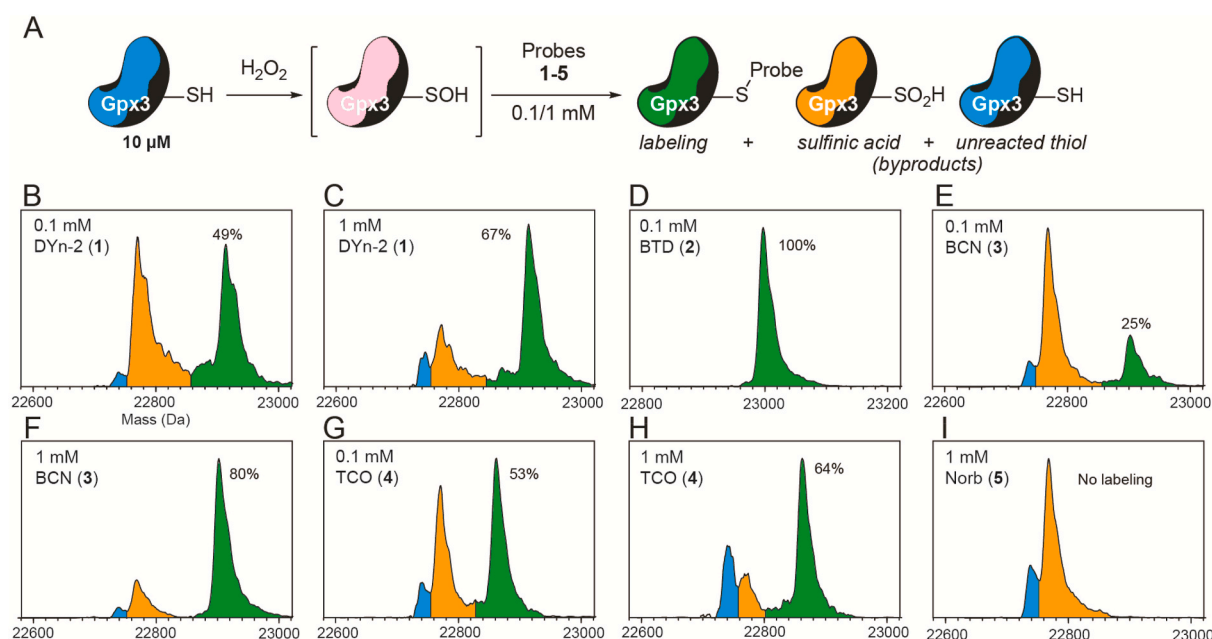 A
H₂O₂
Probes
1-5
0.1/1 mM
Gpx3
SH
10 µM
Gpx3
SOH
Gpx3
S
Probe
Gpx3
SO₂H
Gpx3
SH
labeling + sulfinic acid + unreacted thiol
(byproducts)
B
0.1 mM
DYn-2 (1)
49%
22600 22800 23000
Mass (Da)
C
1 mM
DYn-2 (1)
67%
22600 22800 23000
D
0.1 mM
BTD (2)
100%
22800 23000 23200
E
0.1 mM
BCN (3)
25%
22600 22800 23000
F
1 mM
BCN (3)
80%
22600 22800 23000
G
0.1 mM
TCO (4)
53%
22600 22800 23000
H
1 mM
TCO (4)
64%
22600 22800 23000
I
1 mM
Norb (5)
No labeling
22600 22800 23000